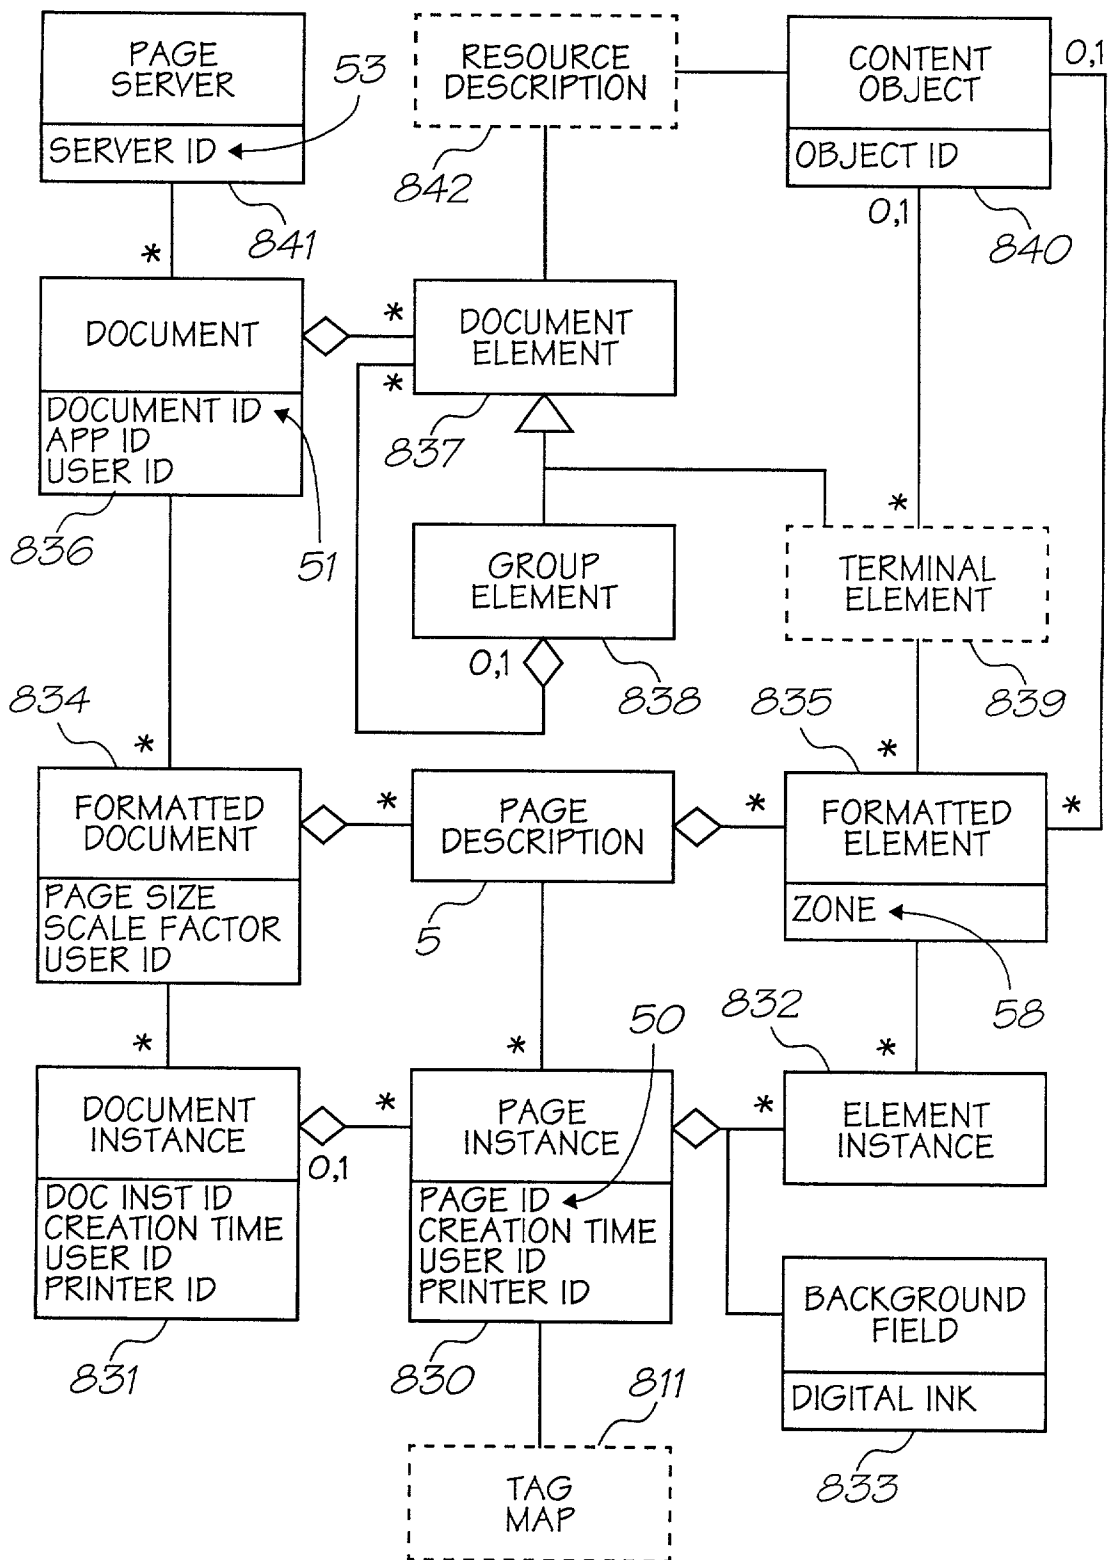 PAGE
SERVER
SERVER ID
53
841
*
RESOURCE
DESCRIPTION
842
CONTENT
OBJECT
OBJECT ID
0,1
0,1
840
DOCUMENT
DOCUMENT ID
APP ID
USER ID
836
51
*
*
DOCUMENT
ELEMENT
837
GROUP
ELEMENT
0,1
838
*
TERMINAL
ELEMENT
839
834
*
FORMATTED
DOCUMENT
PAGE SIZE
SCALE FACTOR
USER ID
*
PAGE
DESCRIPTION
5
835
*
*
*
FORMATTED
ELEMENT
ZONE
58
*
DOCUMENT
INSTANCE
0,1
DOC INST ID
CREATION TIME
USER ID
PRINTER ID
831
*
*
50
PAGE
INSTANCE
PAGE ID
CREATION TIME
USER ID
PRINTER ID
830
832
*
*
ELEMENT
INSTANCE
BACKGROUND
FIELD
DIGITAL INK
833
811
TAG
MAP